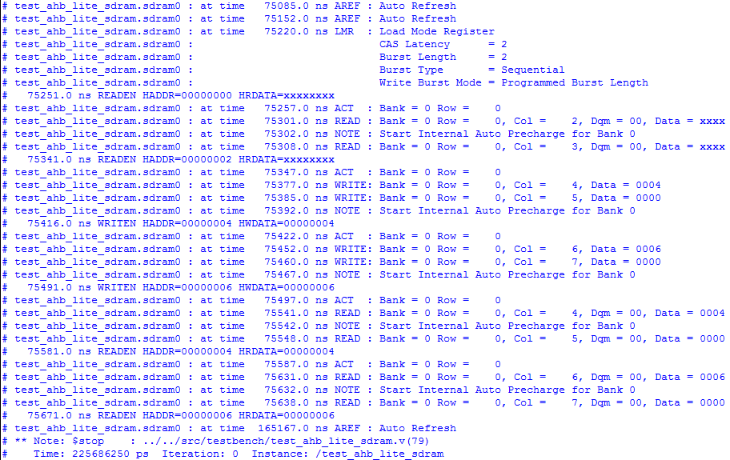 # test_ahb_lite_sdram.sdram0 : at time   75085.0 ns AREF : Auto Refresh
# test_ahb_lite_sdram.sdram0 : at time   75152.0 ns AREF : Auto Refresh
# test_ahb_lite_sdram.sdram0 : at time   75220.0 ns LMR  : Load Mode Register
# test_ahb_lite_sdram.sdram0 :                             CAS Latency      = 2
# test_ahb_lite_sdram.sdram0 :                             Burst Length     = 2
# test_ahb_lite_sdram.sdram0 :                             Burst Type       = Sequential
# test_ahb_lite_sdram.sdram0 :                             Write Burst Mode = Programmed Burst Length
#   75251.0 ns READEN HADDR=00000000 HRDATA=xxxxxxxx
# test_ahb_lite_sdram.sdram0 : at time   75257.0 ns ACT  : Bank = 0 Row =    0
# test_ahb_lite_sdram.sdram0 : at time   75301.0 ns READ : Bank = 0 Row =    0, Col =   2, Dqm = 00, Data = xxxx
# test_ahb_lite_sdram.sdram0 : at time   75302.0 ns NOTE : Start Internal Auto Precharge for Bank 0
# test_ahb_lite_sdram.sdram0 : at time   75308.0 ns READ : Bank = 0 Row =    0, Col =   3, Dqm = 00, Data = xxxx
#   75341.0 ns READEN HADDR=00000002 HRDATA=xxxxxxxx
# test_ahb_lite_sdram.sdram0 : at time   75347.0 ns ACT  : Bank = 0 Row =    0
# test_ahb_lite_sdram.sdram0 : at time   75377.0 ns WRITE: Bank = 0 Row =    0, Col =   4, Data = 0004
# test_ahb_lite_sdram.sdram0 : at time   75385.0 ns WRITE: Bank = 0 Row =    0, Col =   5, Data = 0000
# test_ahb_lite_sdram.sdram0 : at time   75392.0 ns NOTE : Start Internal Auto Precharge for Bank 0
#   75416.0 ns WRITEN HADDR=00000004 HWDATA=00000004
# test_ahb_lite_sdram.sdram0 : at time   75422.0 ns ACT  : Bank = 0 Row =    0
# test_ahb_lite_sdram.sdram0 : at time   75452.0 ns WRITE: Bank = 0 Row =    0, Col =   6, Data = 0006
# test_ahb_lite_sdram.sdram0 : at time   75460.0 ns WRITE: Bank = 0 Row =    0, Col =   7, Data = 0000
# test_ahb_lite_sdram.sdram0 : at time   75467.0 ns NOTE : Start Internal Auto Precharge for Bank 0
#   75491.0 ns WRITEN HADDR=00000006 HWDATA=00000006
# test_ahb_lite_sdram.sdram0 : at time   75497.0 ns ACT  : Bank = 0 Row =    0
# test_ahb_lite_sdram.sdram0 : at time   75541.0 ns READ : Bank = 0 Row =    0, Col =   4, Dqm = 00, Data = 0004
# test_ahb_lite_sdram.sdram0 : at time   75542.0 ns NOTE : Start Internal Auto Precharge for Bank 0
# test_ahb_lite_sdram.sdram0 : at time   75548.0 ns READ : Bank = 0 Row =    0, Col =   5, Dqm = 00, Data = 0000
#   75581.0 ns READEN HADDR=00000004 HRDATA=00000004
# test_ahb_lite_sdram.sdram0 : at time   75587.0 ns ACT  : Bank = 0 Row =    0
# test_ahb_lite_sdram.sdram0 : at time   75631.0 ns READ : Bank = 0 Row =    0, Col =   6, Dqm = 00, Data = 0006
# test_ahb_lite_sdram.sdram0 : at time   75632.0 ns NOTE : Start Internal Auto Precharge for Bank 0
# test_ahb_lite_sdram.sdram0 : at time   75638.0 ns READ : Bank = 0 Row =    0, Col =   7, Dqm = 00, Data = 0000
#   75671.0 ns READEN HADDR=00000006 HRDATA=00000006
# test_ahb_lite_sdram.sdram0 : at time  165167.0 ns AREF : Auto Refresh
# ** Note: $stop    : ../../src/testbench/test_ahb_lite_sdram.v(79)
#    Time: 225686250 ps  Iteration: 0  Instance: /test_ahb_lite_sdram